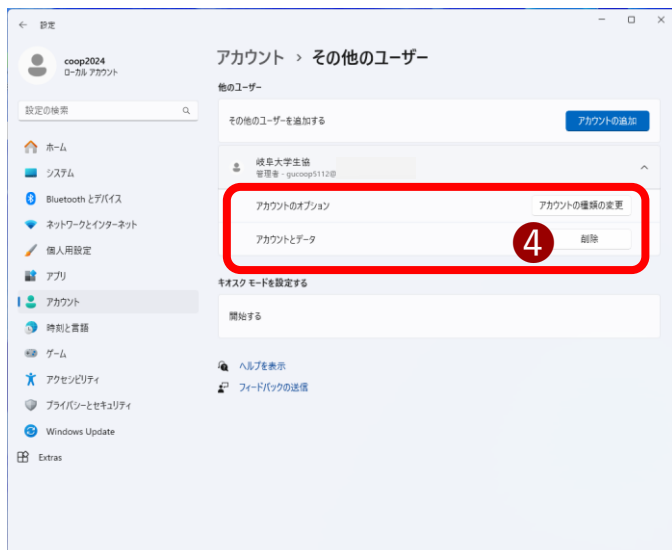 設定
coop2024
ローカル アカウント
設定の検索
ホーム
システム
Bluetooth とデバイス
ネットワークとインターネット
個人用設定
アプリ
アカウント
時刻と言語
ゲーム
アクセシビリティ
プライバシーとセキュリティ
Windows Update
Extras
アカウント › その他のユーザー
他のユーザー
その他のユーザーを追加する
アカウントの追加
岐阜大学生協
管理者 - gucoop5112@
アカウントのオプション
アカウントの種類の変更
アカウントとデータ
4
削除
キオスク モードを設定する
開始する
ヘルプを表示
フィードバックの送信